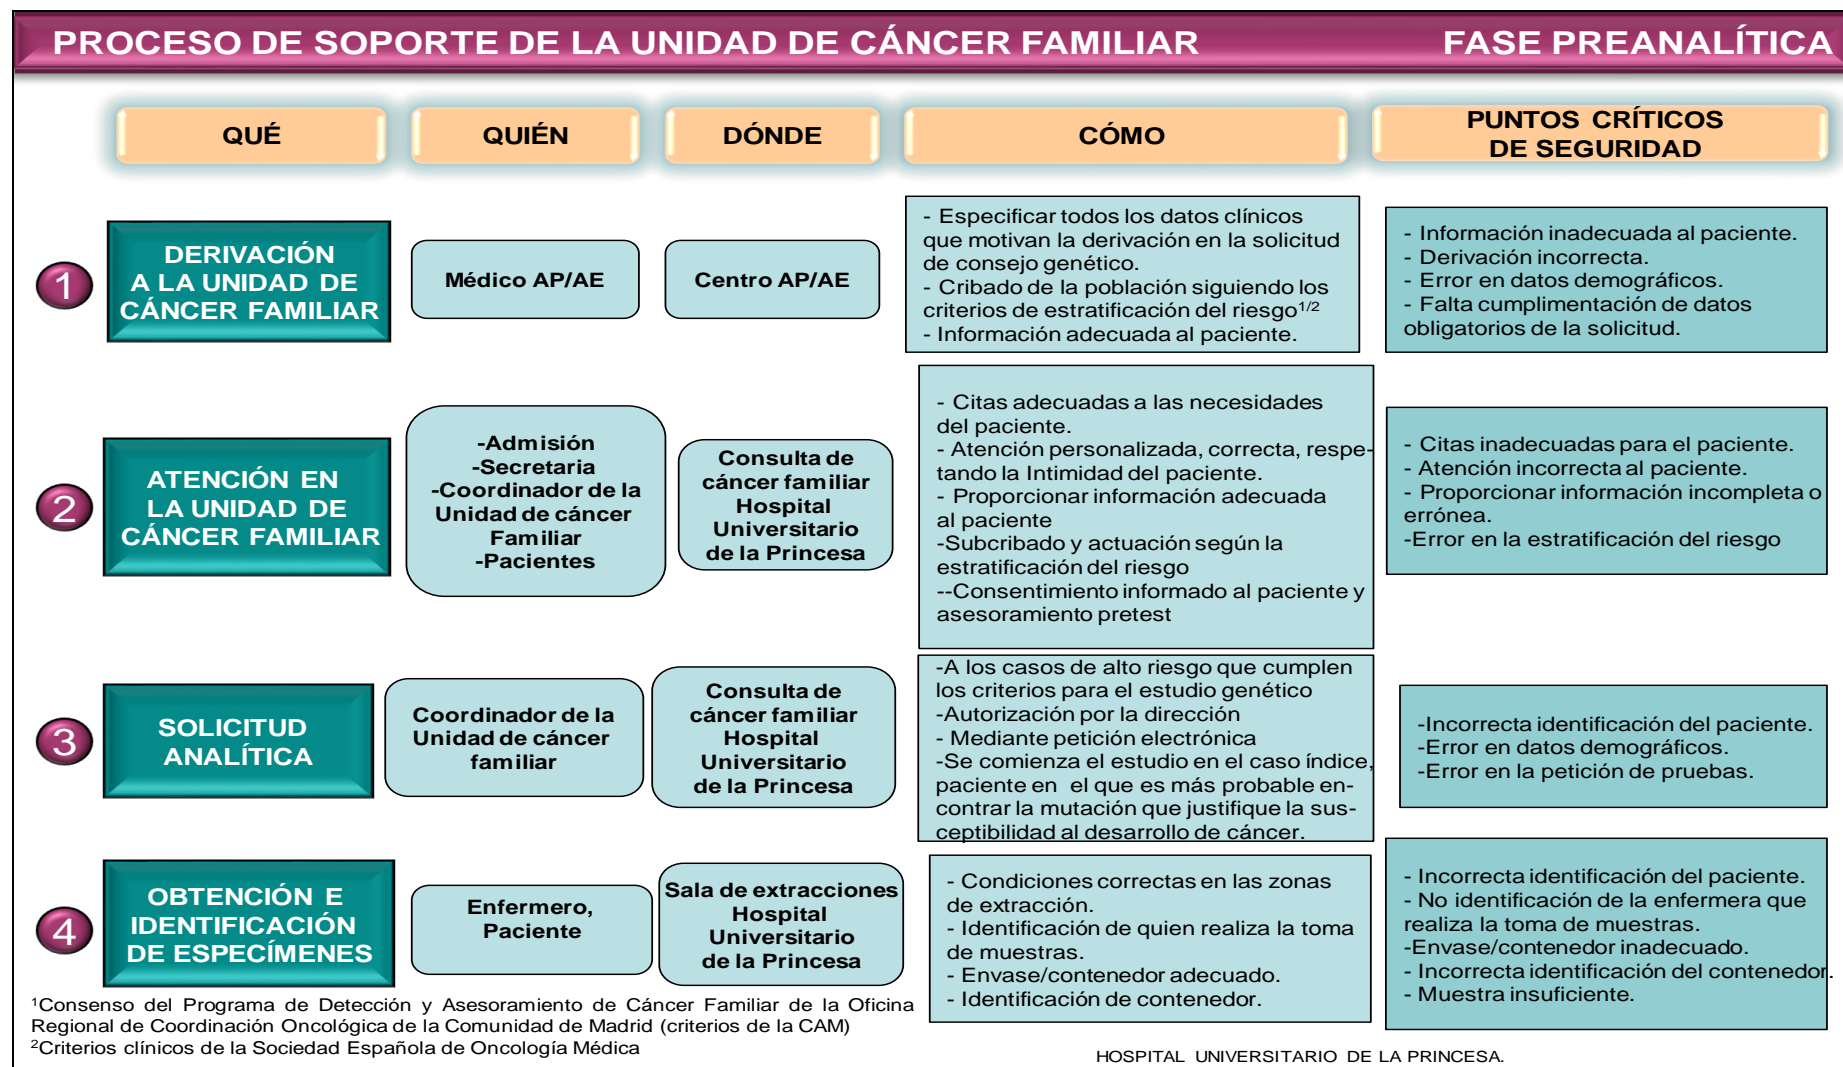 PROCESO DE SOPORTE DE LA UNIDAD DE CÁNCER FAMILIAR FASE PREANALÍTICA
QUÉ
QUIÉN
DÓNDE
CÓMO
PUNTOS CRÍTICOS
DE SEGURIDAD
1
DERIVACIÓN
A LA UNIDAD DE
CÁNCER FAMILIAR
Médico AP/AE
Centro AP/AE
- Especificar todos los datos clínicos
que motivan la derivación en la solicitud
de consejo genético.
- Cribado de la población siguiendo los
criterios de estratificación del riesgo1/2
- Información adecuada al paciente.
- Información inadecuada al paciente.
- Derivación incorrecta.
- Error en datos demográficos.
- Falta cumplimentación de datos
obligatorios de la solicitud.
2
ATENCIÓN EN
LA UNIDAD DE
CÁNCER FAMILIAR
-Admisión
-Secretaria
-Coordinador de la
Unidad de cáncer
Familiar
-Pacientes
Consulta de
cáncer familiar
Hospital
Universitario
de la Princesa
- Citas adecuadas a las necesidades
del paciente.
- Atención personalizada, correcta, respe-
tando la Intimidad del paciente.
- Proporcionar información adecuada
al paciente
-Subcribado y actuación según la
estratificación del riesgo
--Consentimiento informado al paciente y
asesoramiento pretest
- Citas inadecuadas para el paciente.
- Atención incorrecta al paciente.
- Proporcionar información incompleta o
errónea.
-Error en la estratificación del riesgo
3
SOLICITUD
ANALÍTICA
Coordinador de la
Unidad de cáncer
familiar
Consulta de
cáncer familiar
Hospital
Universitario
de la Princesa
-A los casos de alto riesgo que cumplen
los criterios para el estudio genético
-Autorización por la dirección
- Mediante petición electrónica
-Se comienza el estudio en el caso índice,
paciente en el que es más probable en-
contrar la mutación que justifique la sus-
ceptibilidad al desarrollo de cáncer.
-Incorrecta identificación del paciente.
-Error en datos demográficos.
-Error en la petición de pruebas.
4
OBTENCIÓN E
IDENTIFICACIÓN
DE ESPECÍMENES
Enfermero,
Paciente
Sala de extracciones
Hospital
Universitario
de la Princesa
- Condiciones correctas en las zonas
de extracción.
- Identificación de quien realiza la toma
de muestras.
- Envase/contenedor adecuado.
- Identificación de contenedor.
- Incorrecta identificación del paciente.
- No identificación de la enfermera que
realiza la toma de muestras.
-Envase/contenedor inadecuado.
- Incorrecta identificación del contenedor.
- Muestra insuficiente.
1Consenso del Programa de Detección y Asesoramiento de Cáncer Familiar de la Oficina
Regional de Coordinación Oncológica de la Comunidad de Madrid (criterios de la CAM)
2Criterios clínicos de la Sociedad Española de Oncología Médica
HOSPITAL UNIVERSITARIO DE LA PRINCESA.